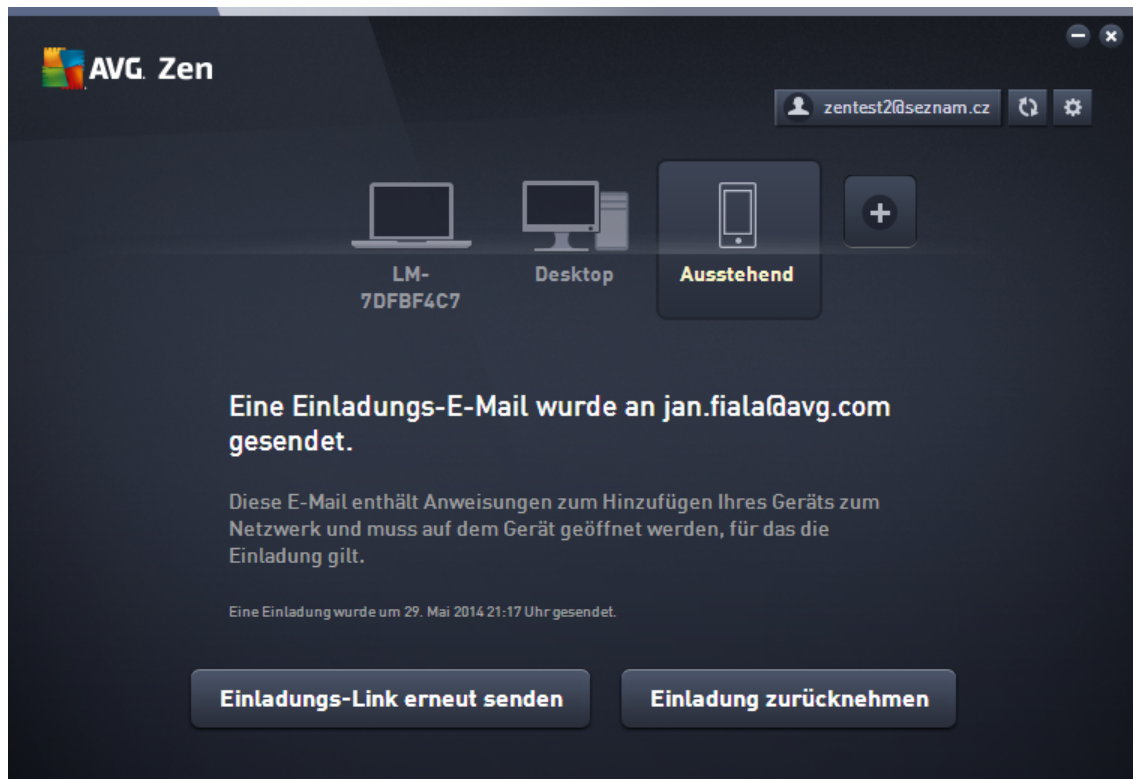 AVG. Zen
zentest2@seznam.cz
LM-
7DFBF4C7
Desktop
Ausstehend
Eine Einladungs-E-Mail wurde an jan.fiala@avg.com
gesendet.
Diese E-Mail enthält Anweisungen zum Hinzufügen Ihres Geräts zum
Netzwerk und muss auf dem Gerät geöffnet werden, für das die
Einladung gilt.
Eine Einladung wurde um 29. Mai 2014 21:17 Uhr gesendet.
Einladungs-Link erneut senden
Einladung zurücknehmen